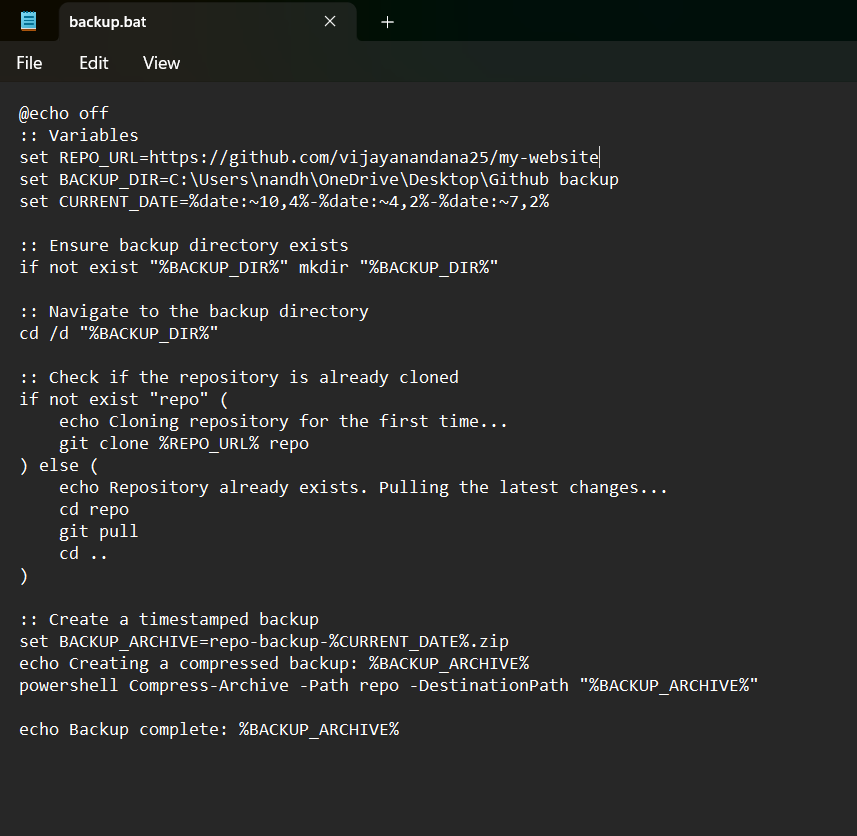 backup.bat
File Edit View
@echo off
:: Variables
set REPO_URL=https://github.com/vijayanandana25/my-website
set BACKUP_DIR=C:\Users\nandh\OneDrive\Desktop\Github backup
set CURRENT_DATE=%date:~10,4%-%date:~4,2%-%date:~7,2%

:: Ensure backup directory exists
if not exist "%BACKUP_DIR%" mkdir "%BACKUP_DIR%"

:: Navigate to the backup directory
cd /d "%BACKUP_DIR%"

:: Check if the repository is already cloned
if not exist "repo" (
    echo Cloning repository for the first time...
    git clone %REPO_URL% repo
) else (
    echo Repository already exists. Pulling the latest changes...
    cd repo
    git pull
    cd ..
)

:: Create a timestamped backup
set BACKUP_ARCHIVE=repo-backup-%CURRENT_DATE%.zip
echo Creating a compressed backup: %BACKUP_ARCHIVE%
powershell Compress-Archive -Path repo -DestinationPath "%BACKUP_ARCHIVE%"

echo Backup complete: %BACKUP_ARCHIVE%